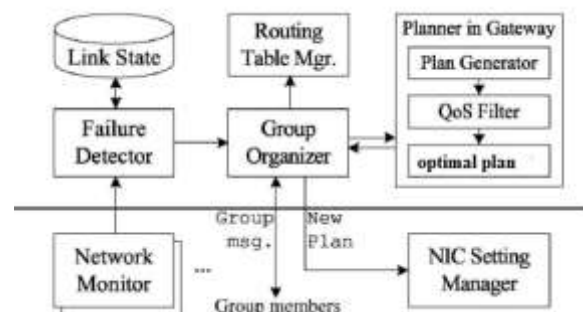 Link State
Routing
Table Mgr.
Planner in Gateway
Plan Generator
QoS Filter
optimal plan
Failure
Detector
Group
Organizer
Group
msg.
New
Plan
Network
Monitor
...
Group members
NIC Setting
Manager